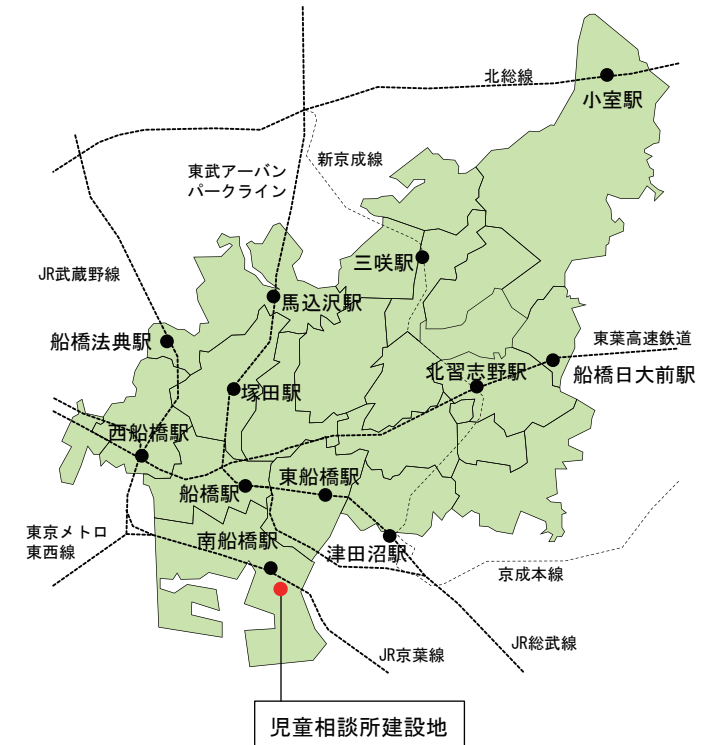 北総線
小室駅
新京成線
東武アーバン
パークライン
三咲駅
JR武蔵野線
馬込沢駅
船橋法典駅
東葉高速鉄道
北習志野駅
船橋日大前駅
塚田駅
西船橋駅
東船橋駅
船橋駅
東京メトロ
東西線
南船橋駅
津田沼駅
京成本線
JR総武線
JR京葉線
児童相談所建設地